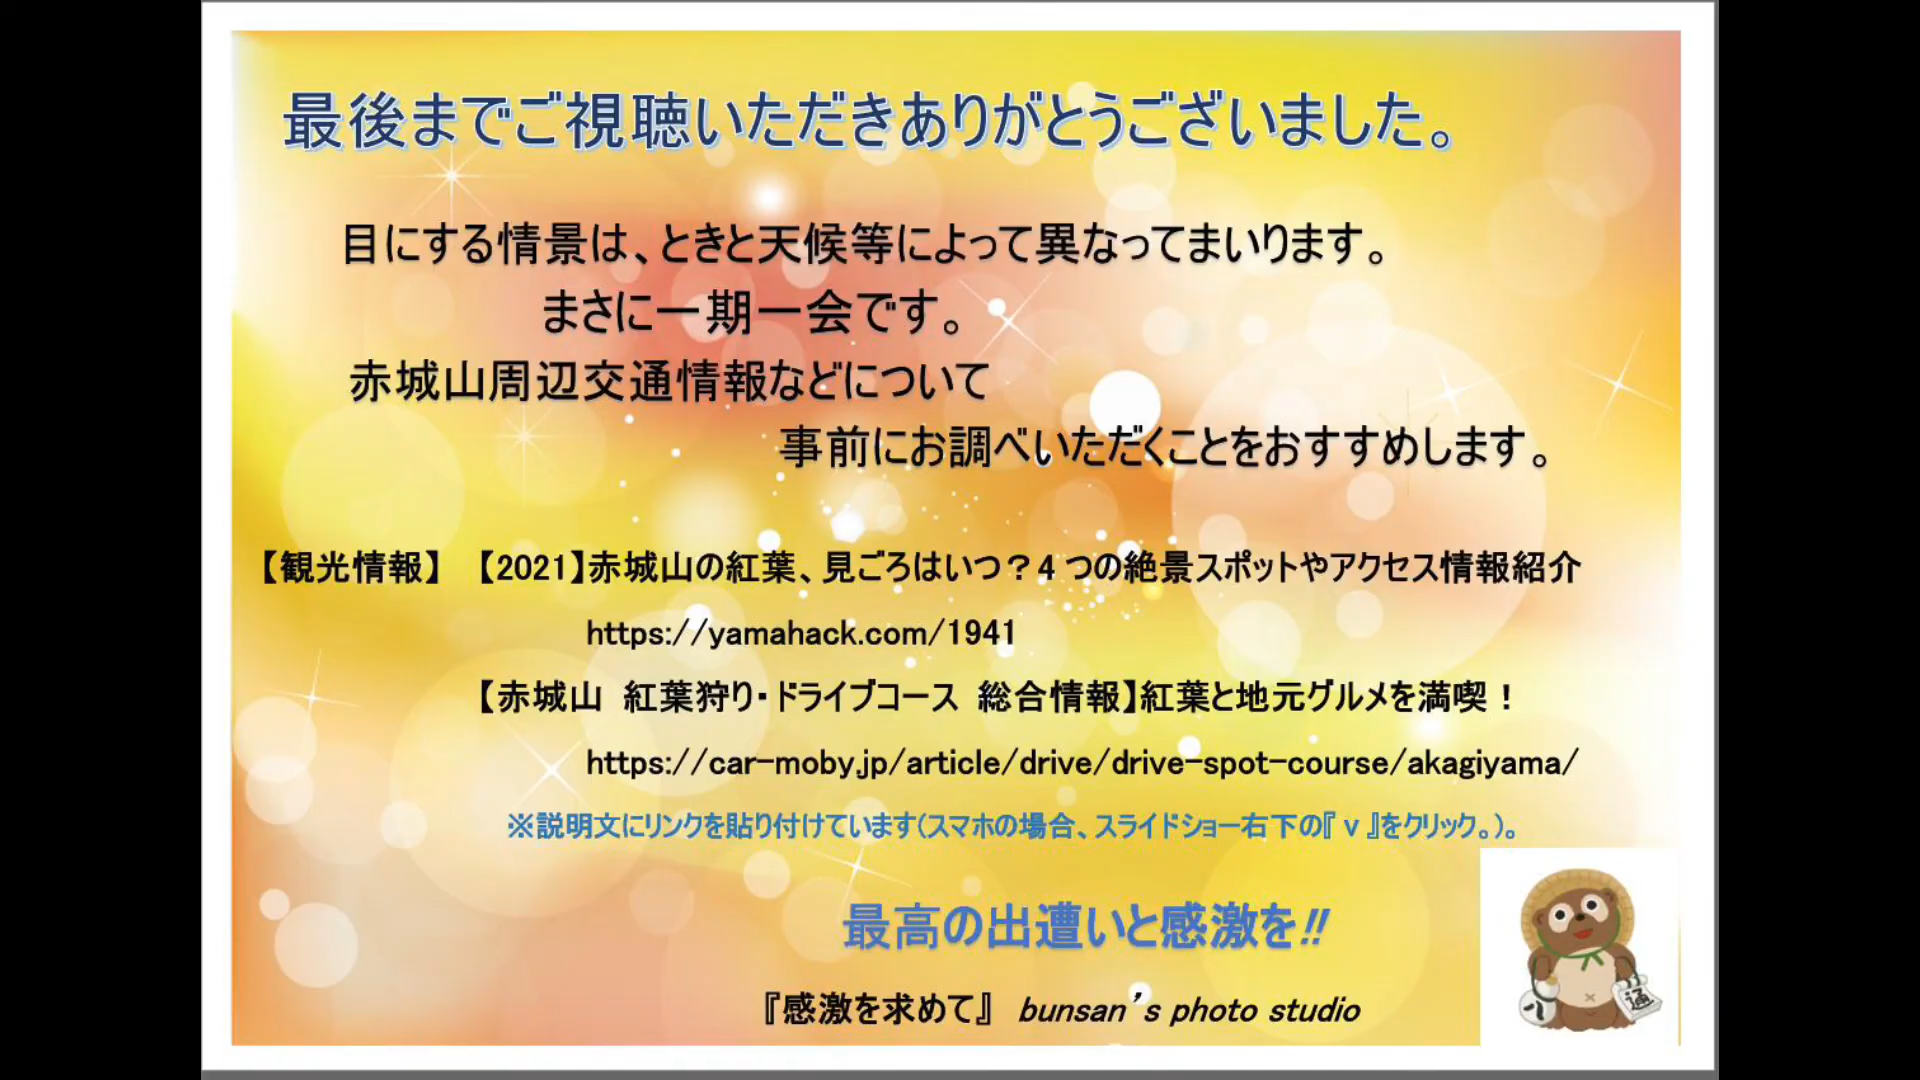 最後までご視聴いただきありがとうございました。
目にする情景は、ときと天候等によって異なってまいります。
まさに一期一会です。
赤城山周辺交通情報などについて
事前にお調べいただくことをおすすめします。
【観光情報】　【2021】赤城山の紅葉、見ごろはいつ？4つの絶景スポットやアクセス情報紹介
https://yamahack.com/1941
【赤城山　紅葉狩り・ドライブコース　総合情報】紅葉と地元グルメを満喫！
https://car-moby.jp/article/drive/drive-spot-course/akagiyama/
※説明文にリンクを貼り付けています(スマホの場合、スライドショー右下の『ｖ』をクリック。)。
最高の出遭いと感激を!!
『感激を求めて』　bunsan’s photo studio
八
通